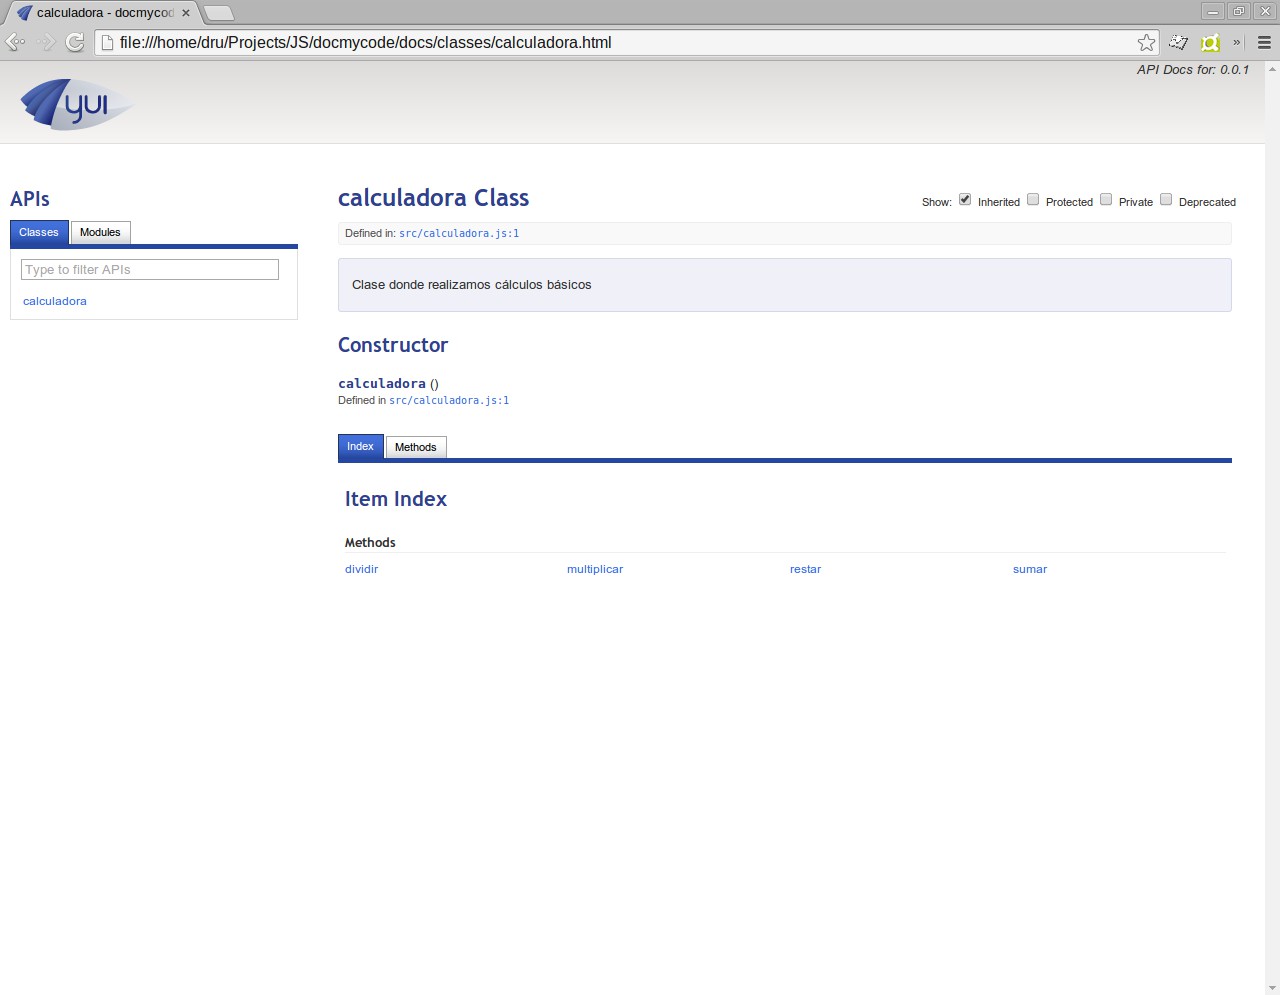 calculadora - docmycod
file:///home/dru/Projects/JS/docmycode/docs/classes/calculadora.html
»
API Docs for: 0.0.1
yui
APIs
Classes Modules
Type to filter APIs
calculadora
calculadora Class
Show: Inherited Protected Private Deprecated
Defined in: src/calculadora.js:1
Clase donde realizamos cálculos básicos
Constructor
calculadora ()
Defined in src/calculadora.js:1
Index Methods
Item Index
Methods
dividir multiplicar restar sumar